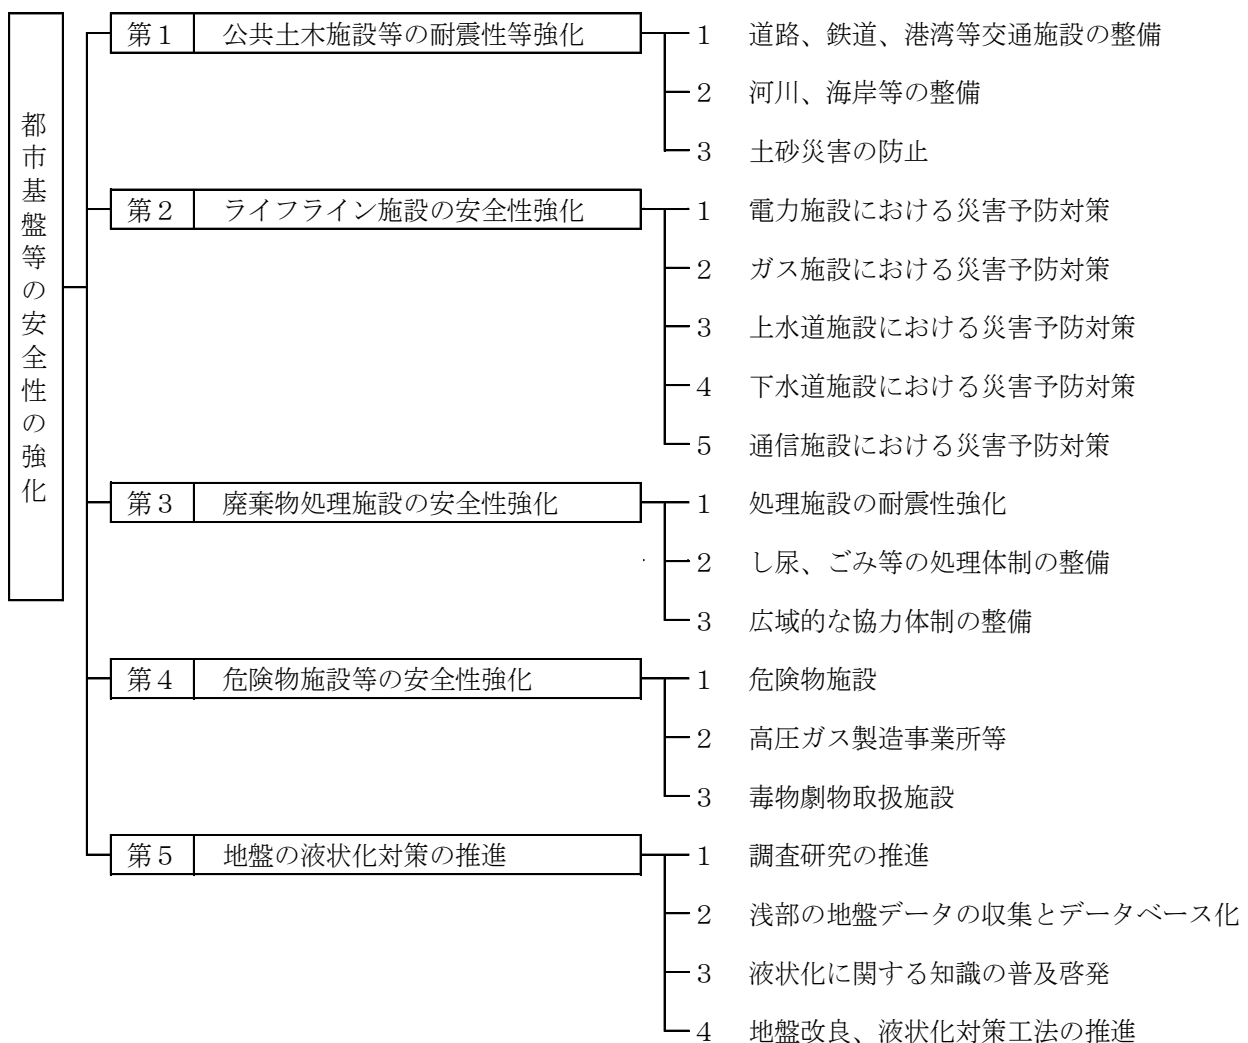 都市基盤等の安全性の強化
第１　公共土木施設等の耐震性等強化
１　道路、鉄道、港湾等交通施設の整備
２　河川、海岸等の整備
３　土砂災害の防止
第２　ライフライン施設の安全性強化
１　電力施設における災害予防対策
２　ガス施設における災害予防対策
３　上水道施設における災害予防対策
４　下水道施設における災害予防対策
５　通信施設における災害予防対策
第３　廃棄物処理施設の安全性強化
１　処理施設の耐震性強化
２　し尿、ごみ等の処理体制の整備
３　広域的な協力体制の整備
第４　危険物施設等の安全性強化
１　危険物施設
２　高圧ガス製造事業所等
３　毒物劇物取扱施設
第５　地盤の液状化対策の推進
１　調査研究の推進
２　浅部の地盤データの収集とデータベース化
３　液状化に関する知識の普及啓発
４　地盤改良、液状化対策工法の推進